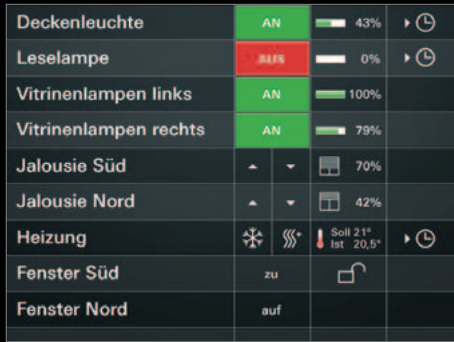 Deckenleuchte AN 43%
Leselampe AUS 0%
Vitrinenlampen links AN 100%
Vitrinenlampen rechts AN 79%
Jalousie Süd 70%
Jalousie Nord 42%
Heizung Soll 21°
Ist 20,5°
Fenster Süd zu
Fenster Nord auf